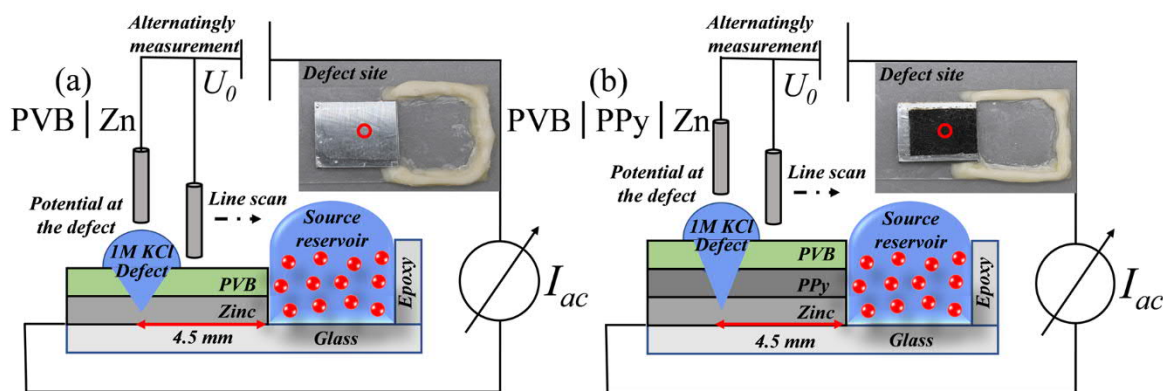 Alternatingly
measurement
(a)
U0
Defect site
PVB | Zn
Potential at
the defect
Line scan
1M KCl
Defect
Source
reservoir
PVB
Zinc
Epoxy
4.5 mm
Glass
Iac
Alternatingly
measurement
(b)
U0
Defect site
PVB | PPy | Zn
Potential at
the defect
Line scan
1M KCl
Defect
Source
reservoir
PVB
PPy
Zinc
Epoxy
4.5 mm
Glass
Iac